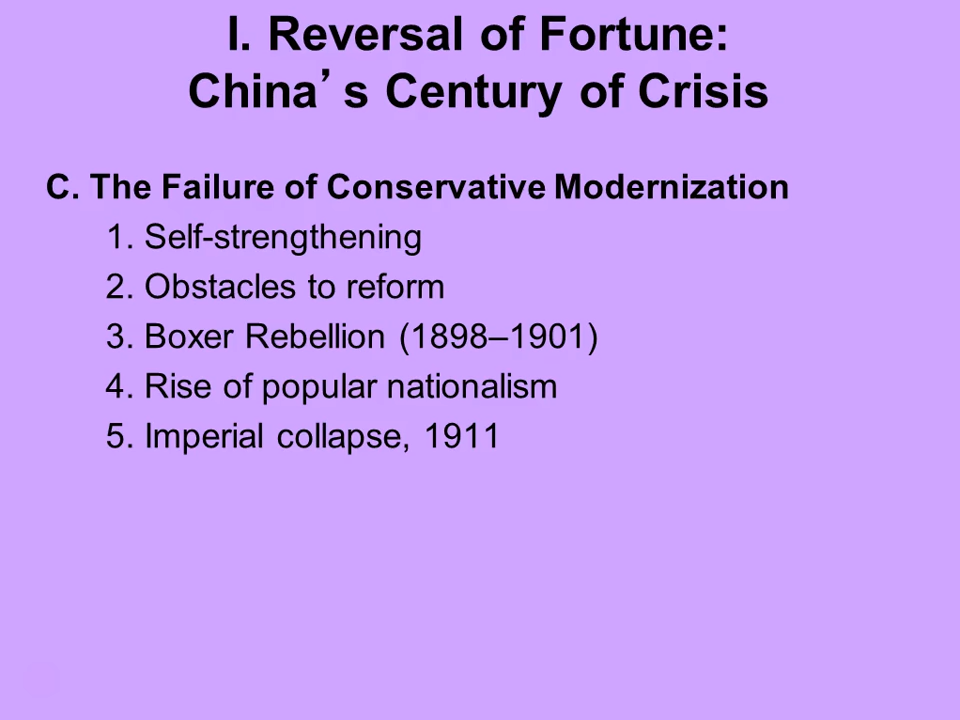 I. Reversal of Fortune:
China’s Century of Crisis
C. The Failure of Conservative Modernization
1. Self-strengthening
2. Obstacles to reform
3. Boxer Rebellion (1898–1901)
4. Rise of popular nationalism
5. Imperial collapse, 1911